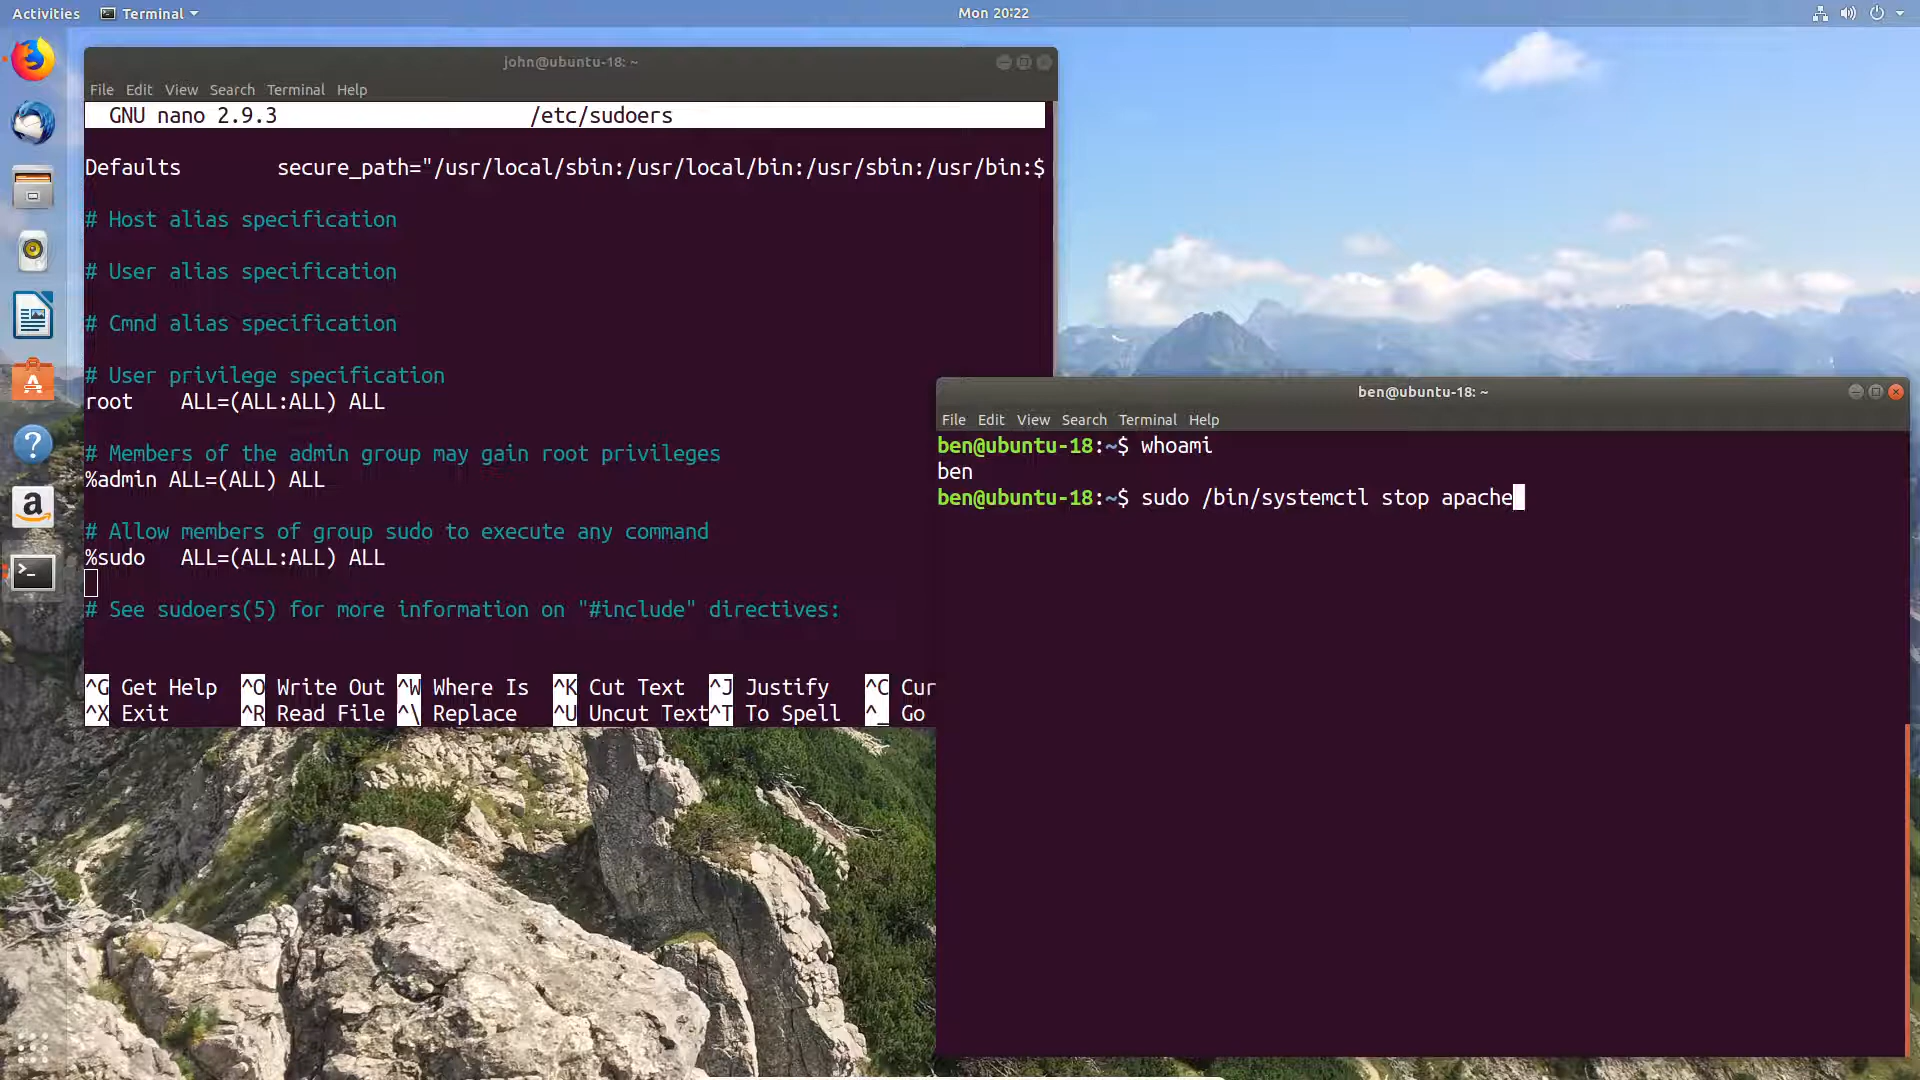 Activities Terminal Mon 20:22
john@ubuntu-18: ~
File Edit View Search Terminal Help
GNU nano 2.9.3 /etc/sudoers
Defaults secure_path="/usr/local/sbin:/usr/local/bin:/usr/sbin:/usr/bin:$
# Host alias specification
# User alias specification
# Cmnd alias specification
# User privilege specification
root ALL=(ALL:ALL) ALL
# Members of the admin group may gain root privileges
%admin ALL=(ALL) ALL
# Allow members of group sudo to execute any command
%sudo ALL=(ALL:ALL) ALL
# See sudoers(5) for more information on "#include" directives:
^G Get Help ^O Write Out ^W Where Is ^K Cut Text ^J Justify ^C Cur
^X Exit ^R Read File ^\ Replace ^U Uncut Text^T To Spell ^_ Go
ben@ubuntu-18: ~
File Edit View Search Terminal Help
ben@ubuntu-18:~$ whoami
ben
ben@ubuntu-18:~$ sudo /bin/systemctl stop apache